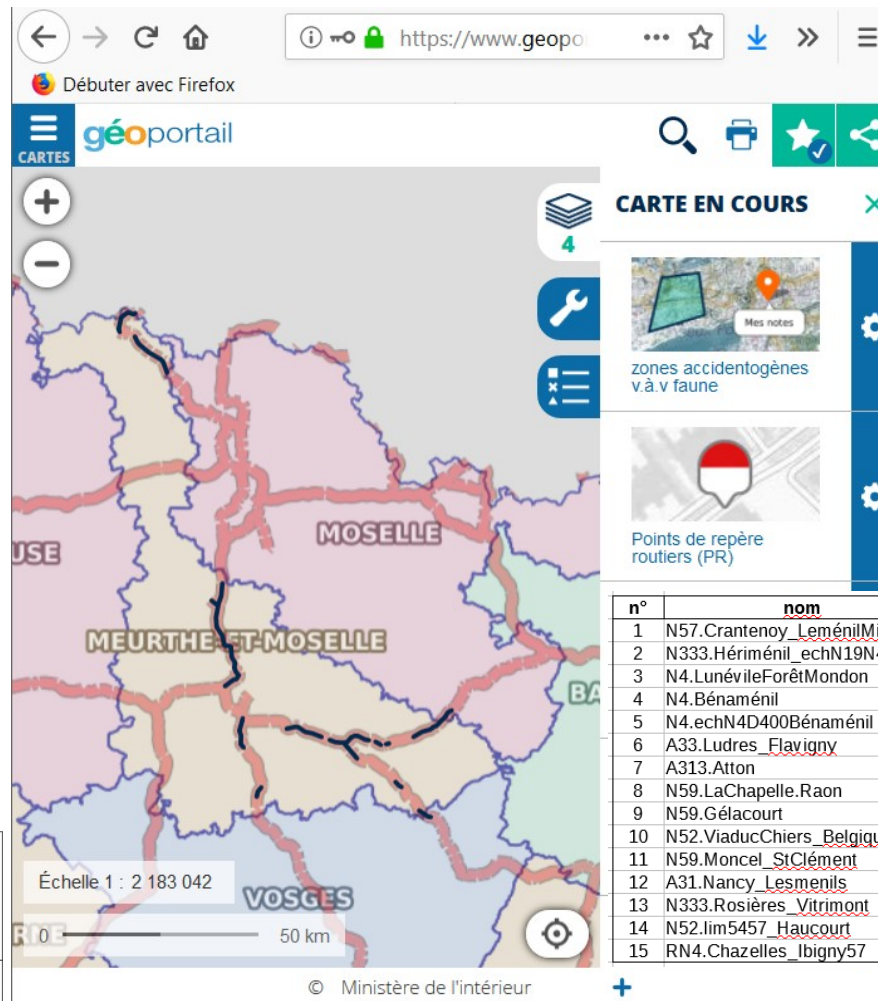 https://www.geopo
Débuter avec Firefox
CARTES
géoportail
4
CARTE EN COURS
Mes notes
zones accidentogènes
v.à.v faune
Points de repère
routiers (PR)
MOSELLE
USE
MEURTHE-ET-MOSELLE
BA
VOSGES
RNE
Échelle 1 : 2 183 042
0 50 km
n° nom
1 N57.Crantenoy_LeménilMi
2 N333.Hériménil_echN19N4
3 N4.LunévileForêtMondon
4 N4.Bénaménil
5 N4.echN4D400Bénaménil
6 A33.Ludres_Flavigny
7 A313.Atton
8 N59.LaChapelle.Raon
9 N59.Gélacourt
10 N52.ViaducChiers_Belgiqu
11 N59.Moncel_StClément
12 A31.Nancy_Lesmenils
13 N333.Rosières_Vitrimont
14 N52.lim5457_Haucourt
15 RN4.Chazelles_Ibigny57
© Ministère de l'intérieur